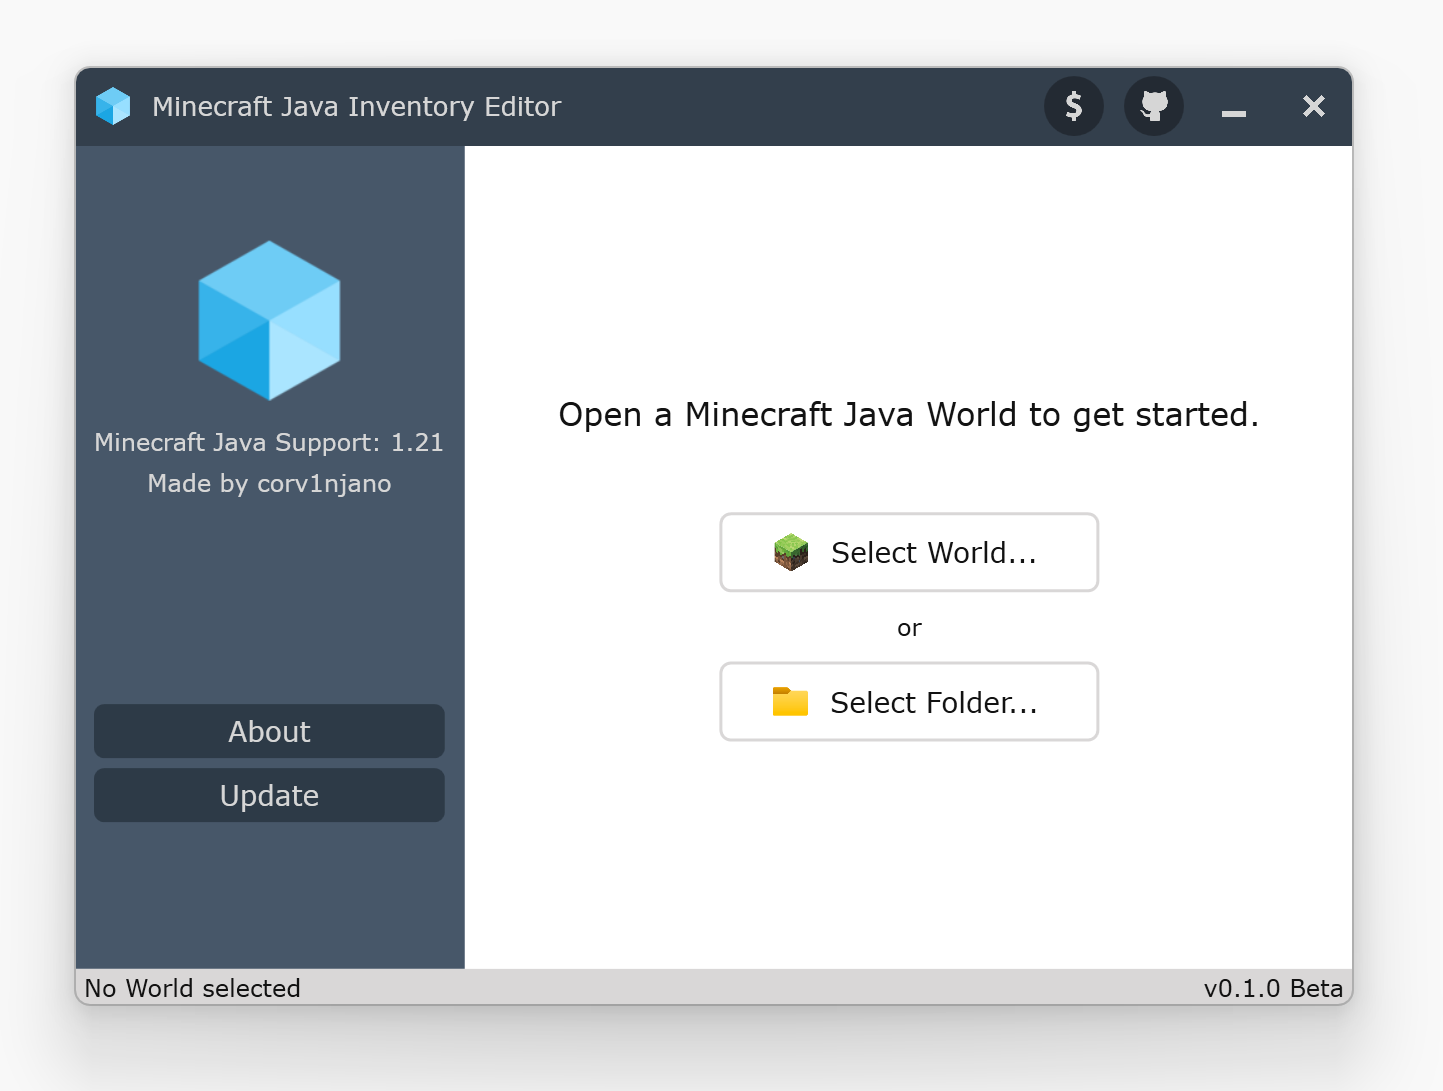 Minecraft Java Inventory Editor
$
Minecraft Java Support: 1.21
Made by corv1njano
About
Update
Open a Minecraft Java World to get started.
Select World...
or
Select Folder...
No World selected
v0.1.0 Beta